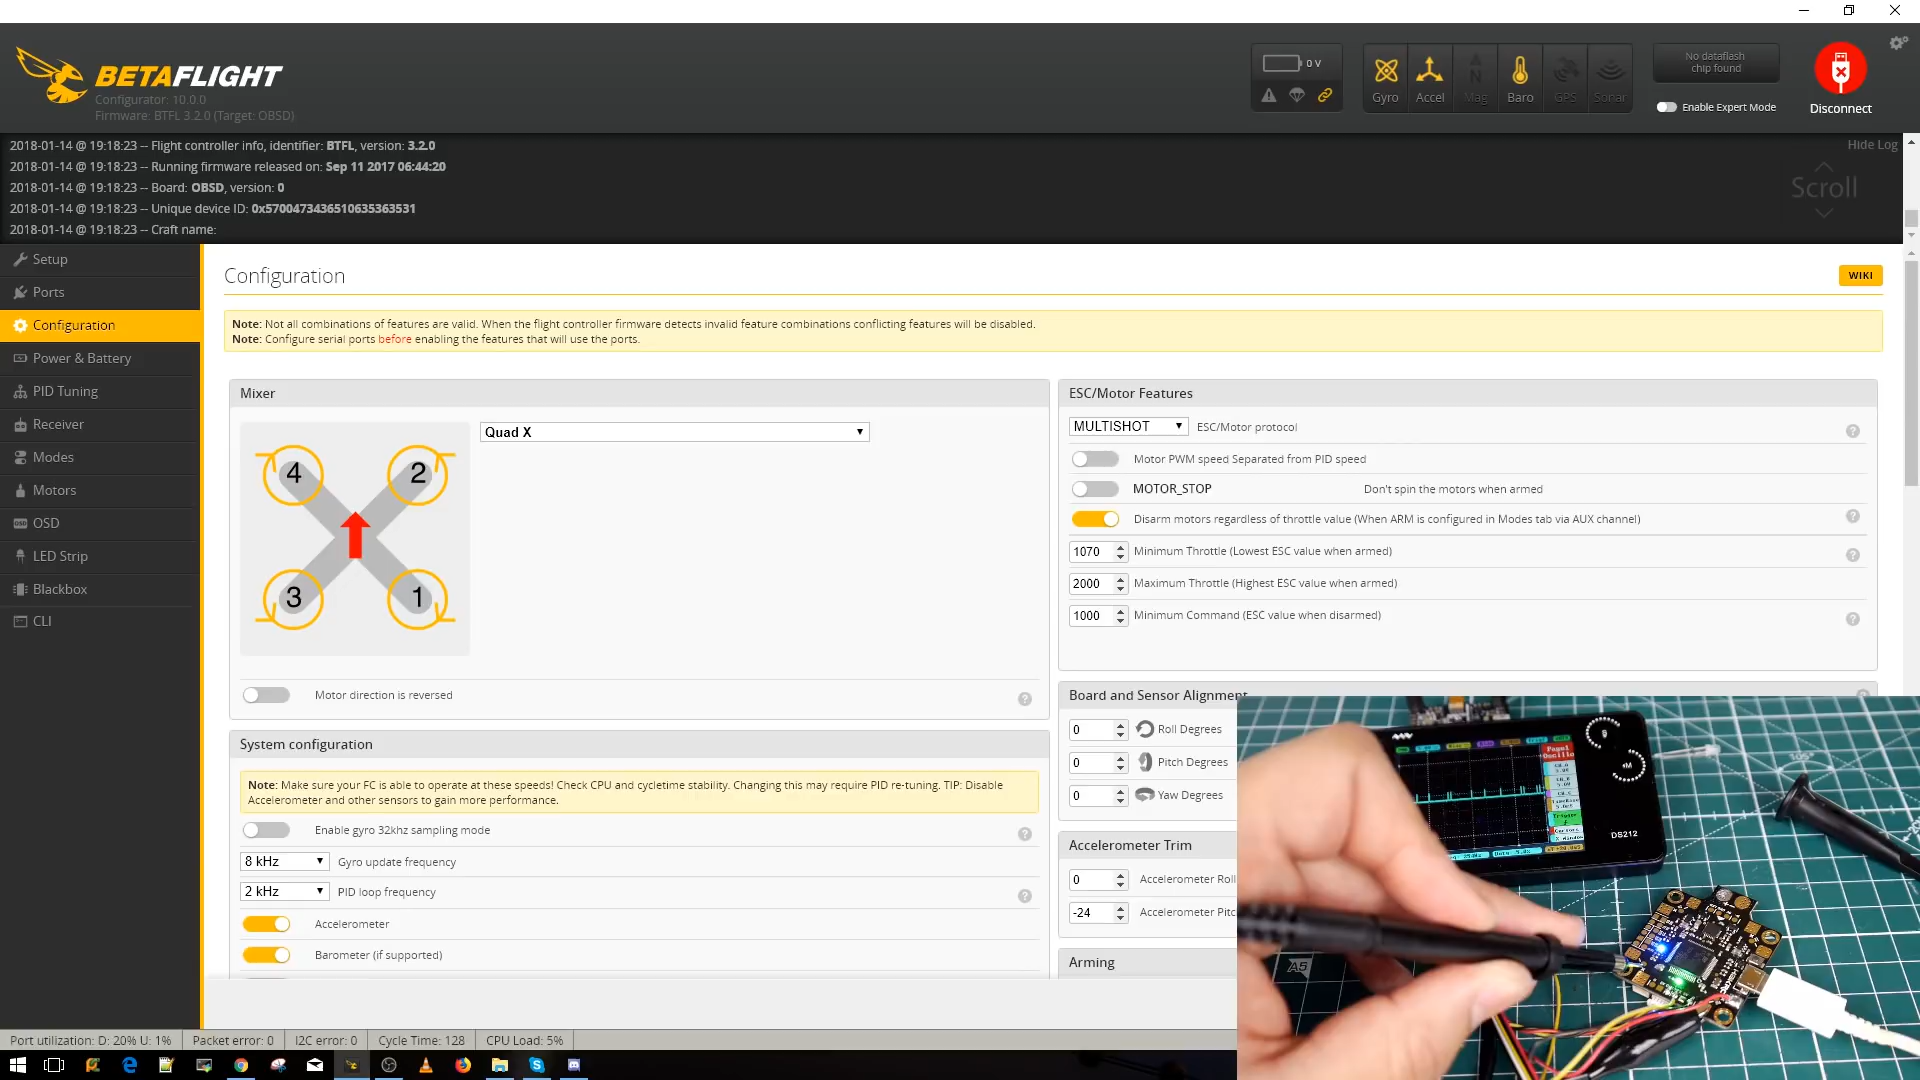 BETAFLIGHT
Configurator: 10.0.0
Firmware: BTFL 3.2.0 (Target: OBSD)
0 V
Gyro
Accel
Mag
Baro
GPS
Sonar
No dataflash
chip found
Enable Expert Mode
Disconnect
2018-01-14 @ 19:18:23 -- Flight controller info, identifier: BTFL, version: 3.2.0
2018-01-14 @ 19:18:23 -- Running firmware released on: Sep 11 2017 06:44:20
2018-01-14 @ 19:18:23 -- Board: OBSD, version: 0
2018-01-14 @ 19:18:23 -- Unique device ID: 0x5700473436510635363531
2018-01-14 @ 19:18:23 -- Craft name:
Hide Log
Scroll
Setup
Ports
Configuration
Power & Battery
PID Tuning
Receiver
Modes
Motors
OSD
LED Strip
Blackbox
CLI
Configuration
WIKI
Note: Not all combinations of features are valid. When the flight controller firmware detects invalid feature combinations conflicting features will be disabled.
Note: Configure serial ports before enabling the features that will use the ports.
Mixer
Quad X
4
2
3
1
Motor direction is reversed
System configuration
Note: Make sure your FC is able to operate at these speeds! Check CPU and cycletime stability. Changing this may require PID re-tuning. TIP: Disable
Accelerometer and other sensors to gain more performance.
Enable gyro 32khz sampling mode
8 kHz Gyro update frequency
2 kHz PID loop frequency
Accelerometer
Barometer (if supported)
ESC/Motor Features
MULTISHOT ESC/Motor protocol
Motor PWM speed Separated from PID speed
MOTOR_STOP Don't spin the motors when armed
Disarm motors regardless of throttle value (When ARM is configured in Modes tab via AUX channel)
1070 Minimum Throttle (Lowest ESC value when armed)
2000 Maximum Throttle (Highest ESC value when armed)
1000 Minimum Command (ESC value when disarmed)
Board and Sensor Alignment
0 Roll Degrees
0 Pitch Degrees
0 Yaw Degrees
Accelerometer Trim
0 Accelerometer Roll
-24 Accelerometer Pitc
Arming
DS212
A5
Port utilization: D: 20% U: 1%
Packet error: 0
I2C error: 0
Cycle Time: 128
CPU Load: 5%